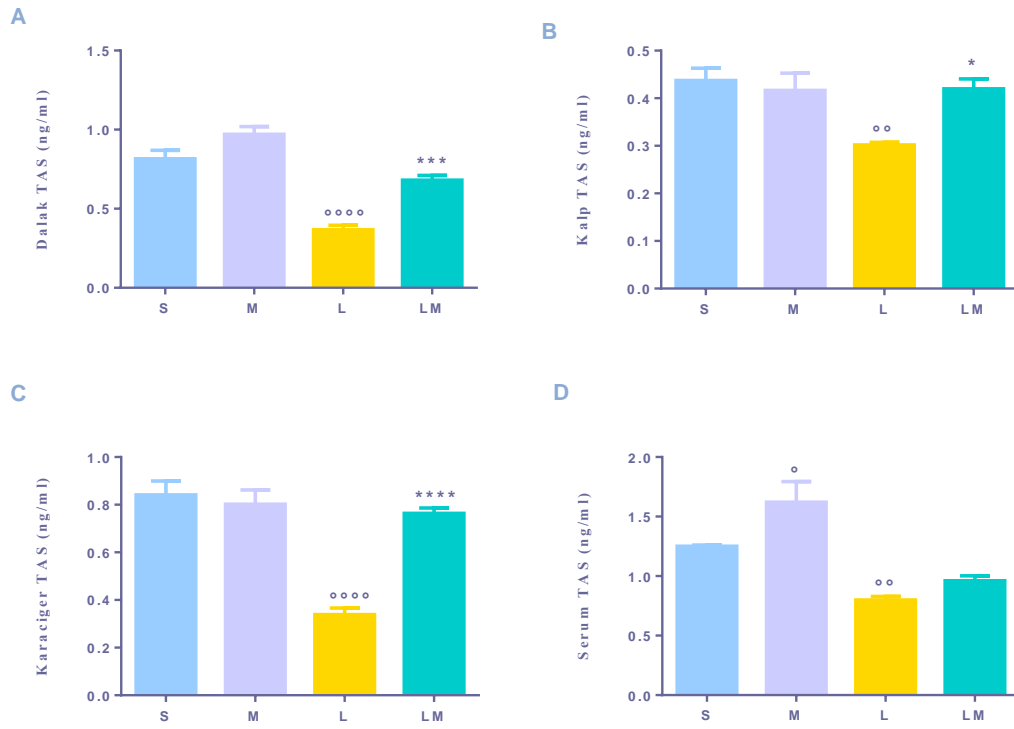 A
Dalak TAS (ng/ml)
1.5
1.0
0.5
0.0
°°°°
***
S M L LM
B
Kalp TAS (ng/ml)
0.5
0.4
0.3
0.2
0.1
0.0
°°
*
S M L LM
C
Karaciger TAS (ng/ml)
1.0
0.8
0.6
0.4
0.2
0.0
°°°°
****
S M L LM
D
Serum TAS (ng/ml)
2.0
1.5
1.0
0.5
0.0
°
°°
S M L LM